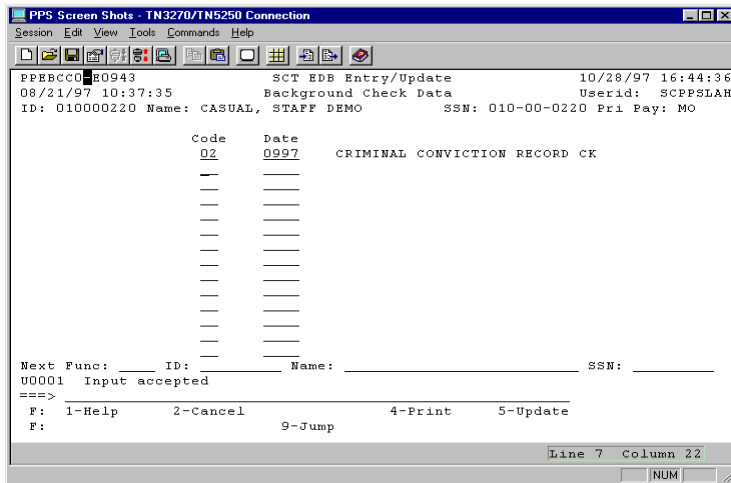 PPS Screen Shots - TN3270/TN5250 Connection
Session Edit View Tools Commands Help
PPEBCC0-E0943 SCT EDB Entry/Update 10/28/97 16:44:36
08/21/97 10:37:35 Background Check Data Userid: SCPPSLAH
ID: 010000220 Name: CASUAL, STAFF DEMO SSN: 010-00-0220 Pri Pay: MO
Code Date
02 0997 CRIMINAL CONVICTION RECORD CK
Next Func: ____ ID: _________ Name: __________________________ SSN: _________
U0001 Input accepted
===>
F: 1-Help 2-Cancel 4-Print 5-Update
F: 9-Jump
Line 7 Column 22
NUM